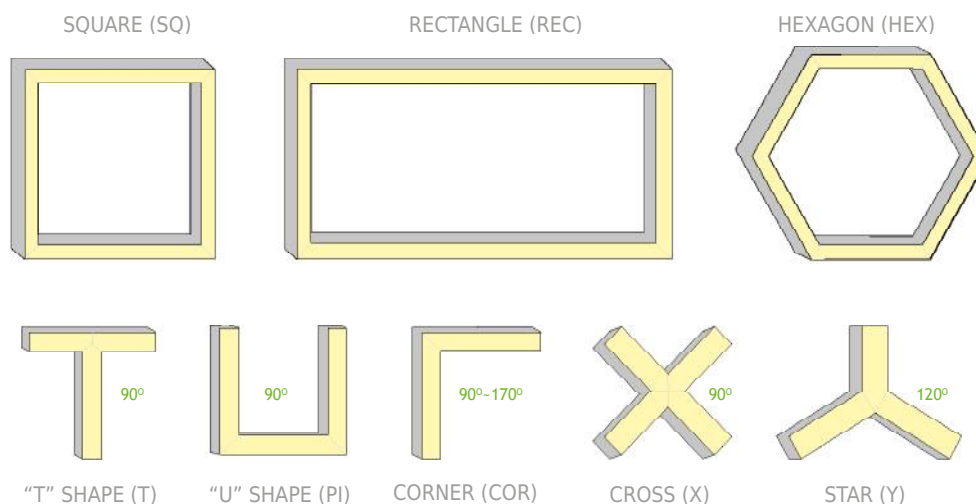 SQUARE (SQ)
RECTANGLE (REC)
HEXAGON (HEX)
90º
90º
90º-170º
90º
120º
“T” SHAPE (T)
“U” SHAPE (PI)
CORNER (COR)
CROSS (X)
STAR (Y)